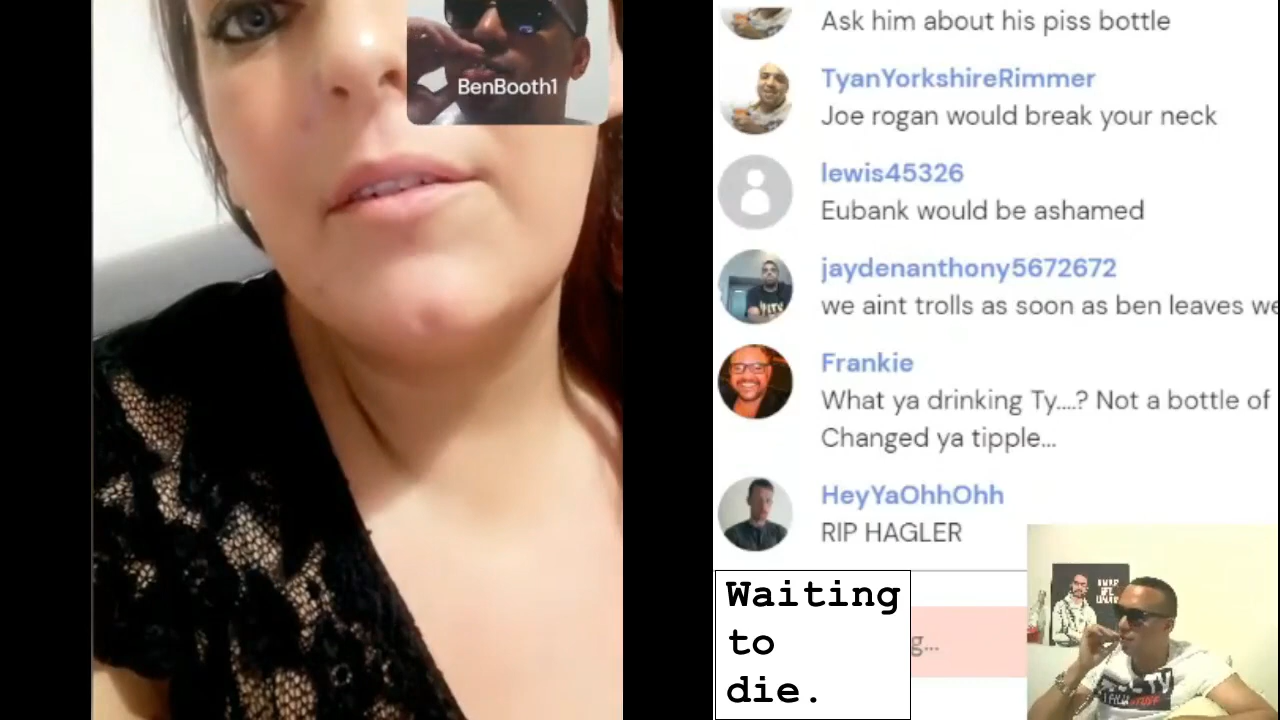 BenBooth1
Ask him about his piss bottle
TyanYorkshireRimmer
Joe rogan would break your neck
lewis45326
Eubank would be ashamed
jaydenanthony5672672
we aint trolls as soon as ben leaves we
Frankie
What ya drinking Ty....? Not a bottle of
Changed ya tipple...
HeyYaOhhOhh
RIP HAGLER
Waiting
to
die.
g...